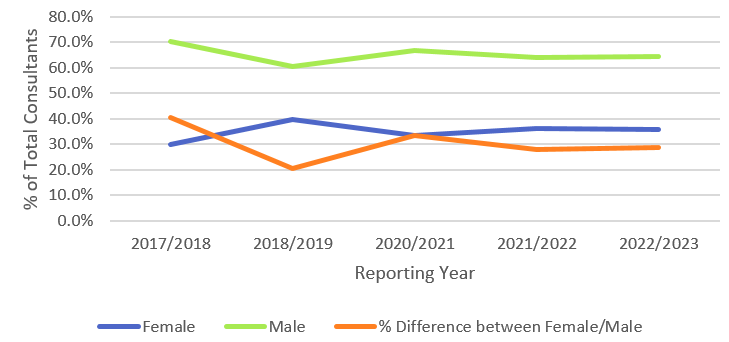 80.0%
70.0%
60.0%
50.0%
40.0%
30.0%
20.0%
10.0%
0.0%
% of Total Consultants
2017/2018 2018/2019 2020/2021 2021/2022 2022/2023
Reporting Year
Female Male % Difference between Female/Male